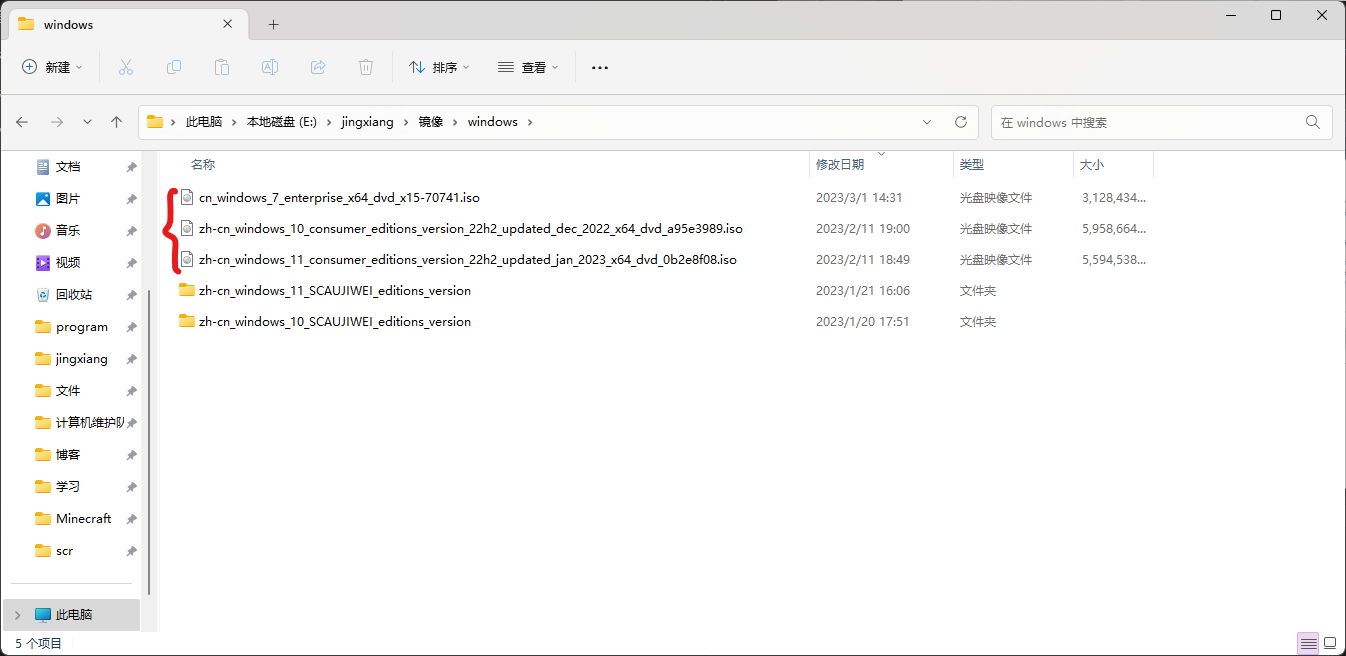 windows
新建
排序
查看
此电脑 本地磁盘 (E:) jingxiang 镜像 windows
在 windows 中搜索
名称 修改日期 类型 大小
cn_windows_7_enterprise_x64_dvd_x15-70741.iso 2023/3/1 14:31 光盘映像文件 3,128,434...
zh-cn_windows_10_consumer_editions_version_22h2_updated_dec_2022_x64_dvd_a95e3989.iso 2023/2/11 19:00 光盘映像文件 5,958,664...
zh-cn_windows_11_consumer_editions_version_22h2_updated_jan_2023_x64_dvd_0b2e8f08.iso 2023/2/11 18:49 光盘映像文件 5,594,538...
zh-cn_windows_11_SCAUJIWEI_editions_version 2023/1/21 16:06 文件夹
zh-cn_windows_10_SCAUJIWEI_editions_version 2023/1/20 17:51 文件夹
文档
图片
音乐
视频
回收站
program
jingxiang
文件
计算机维护队
博客
学习
Minecraft
scr
此电脑
5 个项目